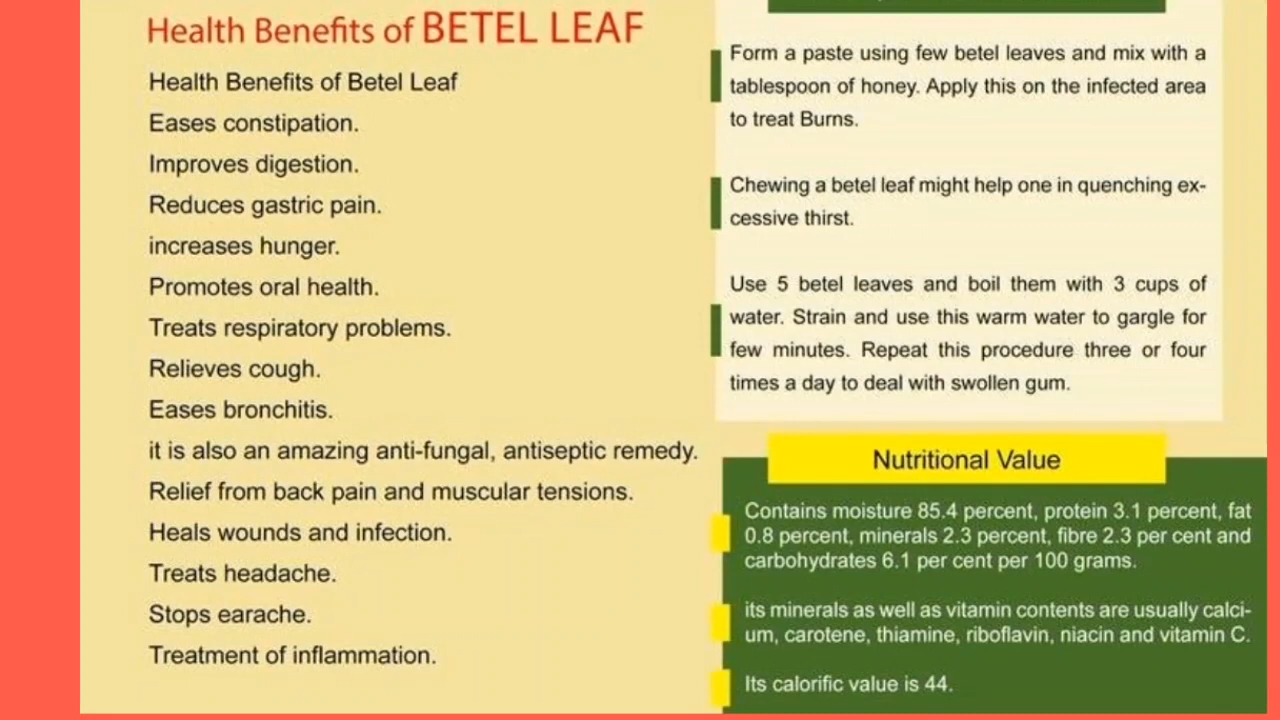 Health Benefits of BETEL LEAF
Health Benefits of Betel Leaf
Eases constipation.
Improves digestion.
Reduces gastric pain.
increases hunger.
Promotes oral health.
Treats respiratory problems.
Relieves cough.
Eases bronchitis.
it is also an amazing anti-fungal, antiseptic remedy.
Relief from back pain and muscular tensions.
Heals wounds and infection.
Treats headache.
Stops earache.
Treatment of inflammation.
Form a paste using few betel leaves and mix with a
tablespoon of honey. Apply this on the infected area
to treat Burns.
Chewing a betel leaf might help one in quenching ex-
cessive thirst.
Use 5 betel leaves and boil them with 3 cups of
water. Strain and use this warm water to gargle for
few minutes. Repeat this procedure three or four
times a day to deal with swollen gum.
Nutritional Value
Contains moisture 85.4 percent, protein 3.1 percent, fat
0.8 percent, minerals 2.3 percent, fibre 2.3 per cent and
carbohydrates 6.1 per cent per 100 grams.
its minerals as well as vitamin contents are usually calci-
um, carotene, thiamine, riboflavin, niacin and vitamin C.
Its calorific value is 44.